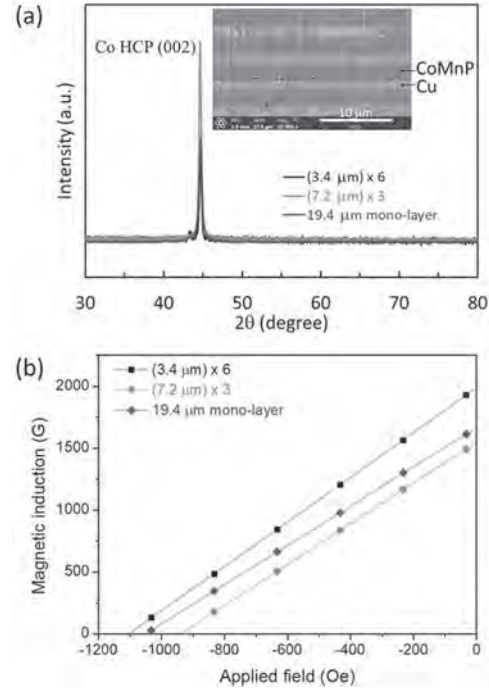 (a)
Co HCP (002)
CoMnP
Cu
10 μm
Intensity (a.u.)
(3.4 μm) x 6
(7.2 μm) x 3
19.4 μm mono-layer
30 40 50 60 70 80
2θ (degree)
(b)
(3.4 μm) x 6
(7.2 μm) x 3
19.4 μm mono-layer
Magnetic induction (G)
2000
1500
1000
500
0
-1200 -1000 -800 -600 -400 -200 0
Applied field (Oe)